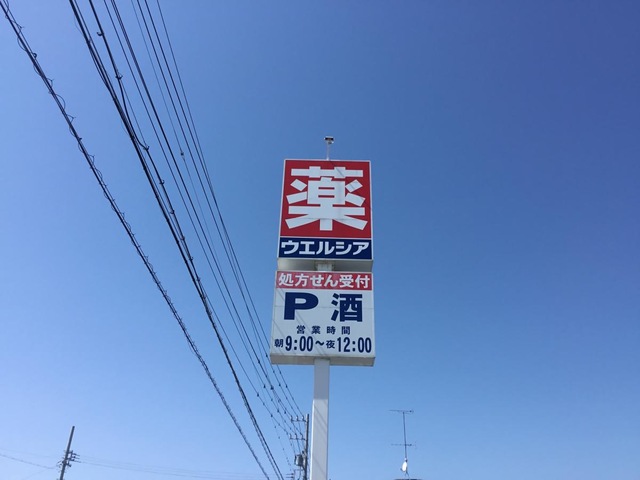 薬
ウエルシア
処方せん受付
P 酒
営業時間
朝9:00～夜12:00